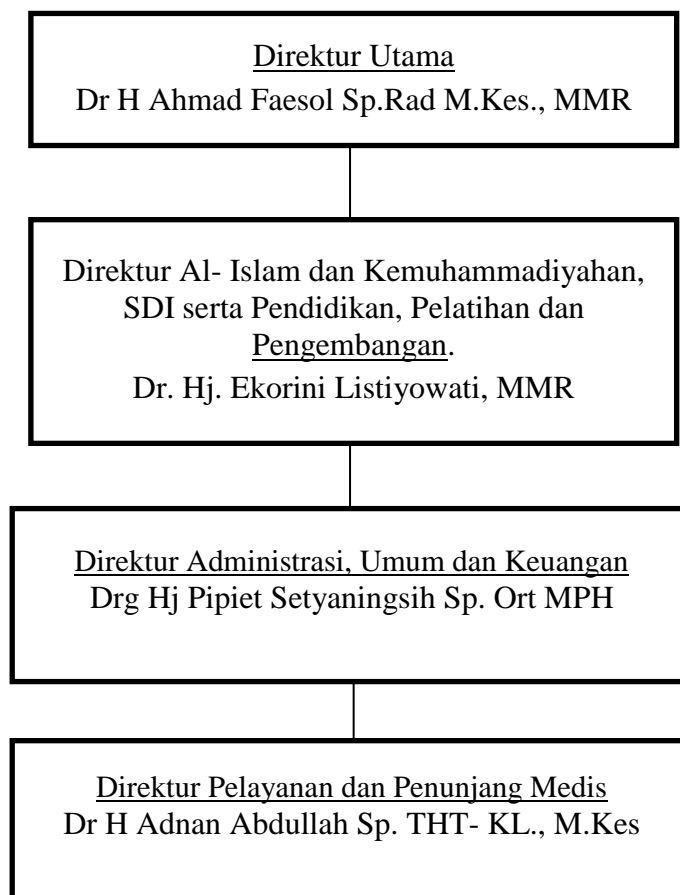 Direktur Utama
Dr H Ahmad Faesol Sp.Rad M.Kes., MMR
Direktur Al- Islam dan Kemuhammadiyahan,
SDI serta Pendidikan, Pelatihan dan
Pengembangan.
Dr. Hj. Ekorini Listiyowati, MMR
Direktur Administrasi, Umum dan Keuangan
Drg Hj Pipiet Setyaningsih Sp. Ort MPH
Direktur Pelayanan dan Penunjang Medis
Dr H Adnan Abdullah Sp. THT- KL., M.Kes